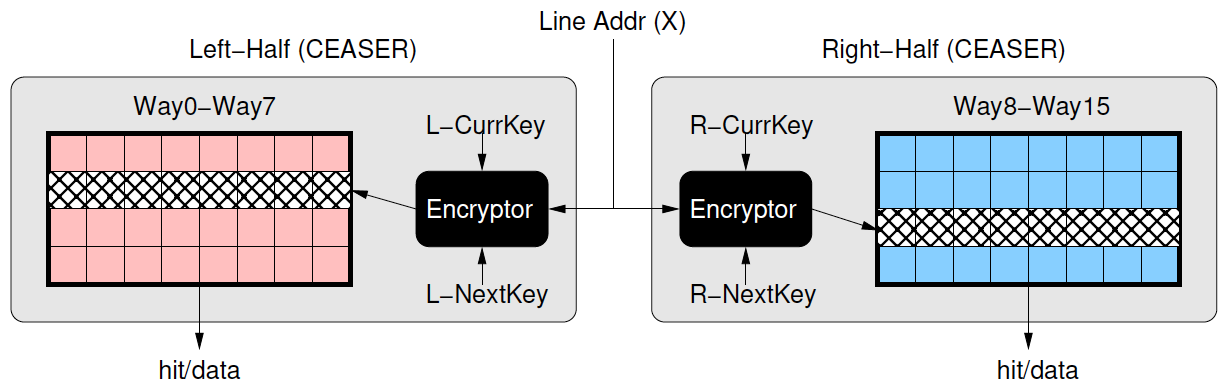 Line Addr (X)
Left−Half (CEASER)
Right−Half (CEASER)
Way0−Way7
Way8−Way15
L−CurrKey
R−CurrKey
Encryptor
Encryptor
L−NextKey
R−NextKey
hit/data
hit/data